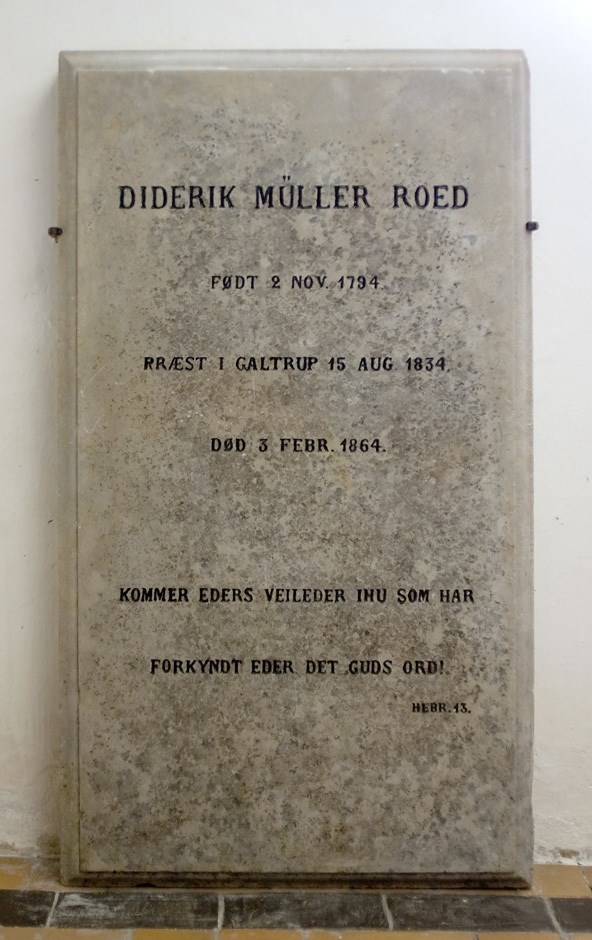 DIDERIK MÜLLER ROED
FØDT 2 NOV. 1794.
PRÆST I GALTRUP 15 AUG 1834.
DØD 3 FEBR. 1864.
KOMMER EDERS VEILEDER IHU SOM HAR
FORKYNDT EDER DET GUDS ORD!.
HEBR. 13.